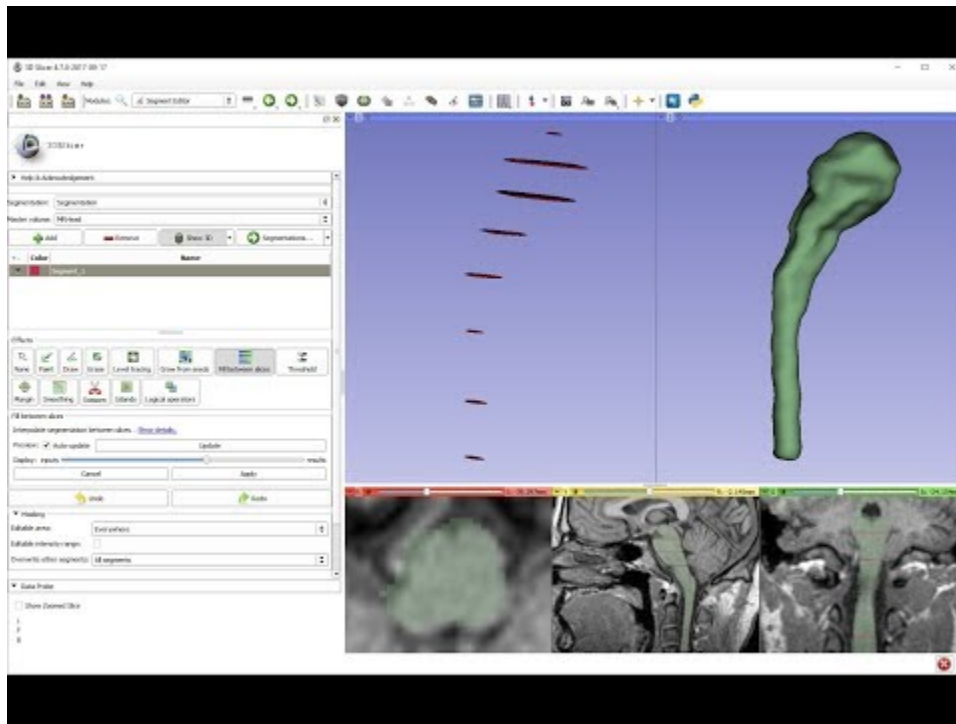 3D Slicer 4.7.0-2017-09-17
File Edit View Help
Modules: Segment Editor
3DSlicer
Help & Acknowledgement
Segmentation: Segmentation
Master volume: MRHead
Add Remove Show 3D Segmentations...
Color Name
Segment_1
Effects
None Paint Draw Erase Level tracing Grow from seeds Fill between slices Threshold
Margin Smoothing Scissors Islands Logical operators
Fill between slices
Interpolate segmentation between slices. Show details.
Preview: Auto-update Update
Display: inputs results
Cancel Apply
Undo Redo
Masking
Editable area: Everywhere
Editable intensity range:
Overwrite other segments: All segments
Data Probe
Show Zoomed Slice
L
F
B